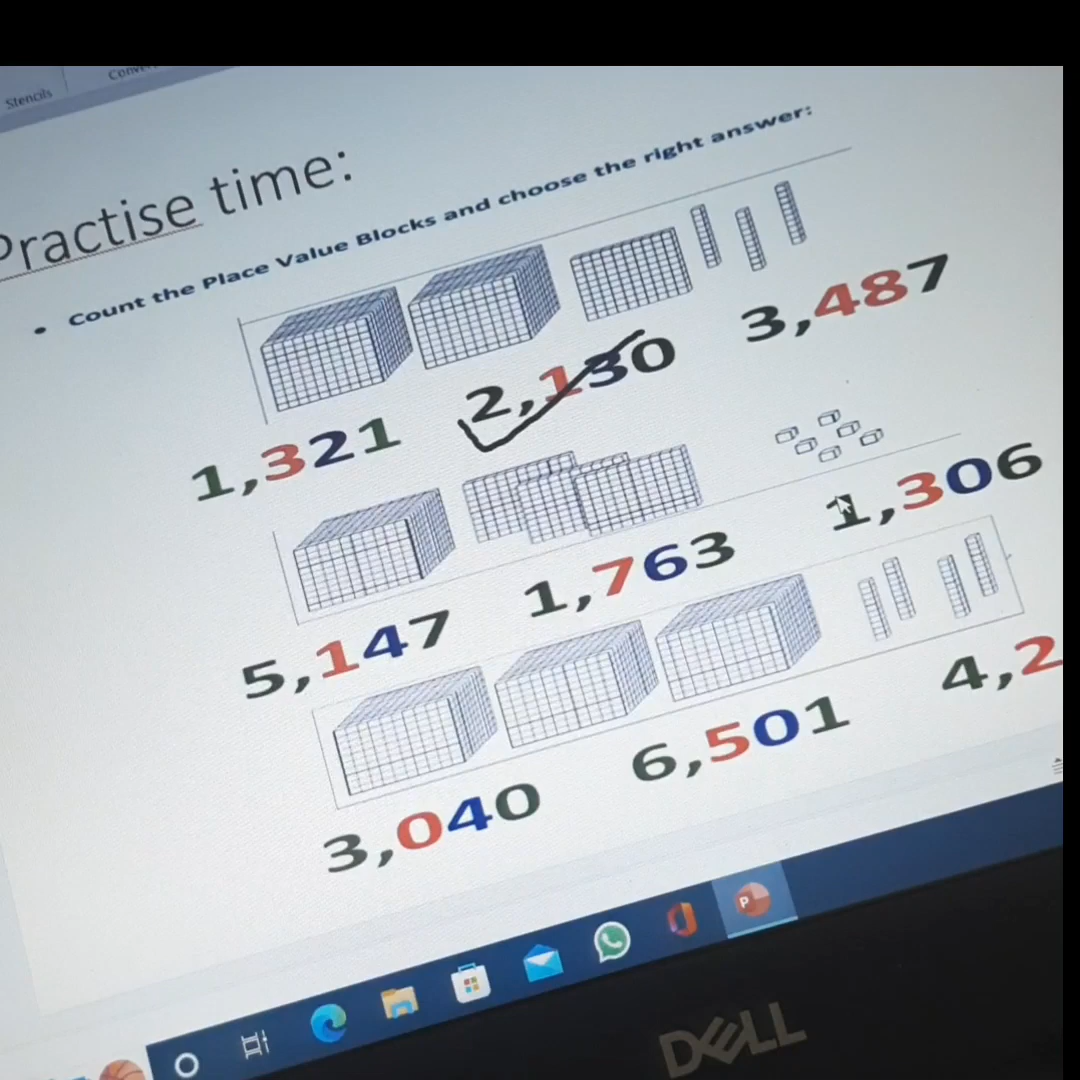 Stencils
Practise time:
• Count the Place Value Blocks and choose the right answer:
1,321 2,130 3,487
5,147 1,763 1,306
3,040 6,501 4,2
DELL